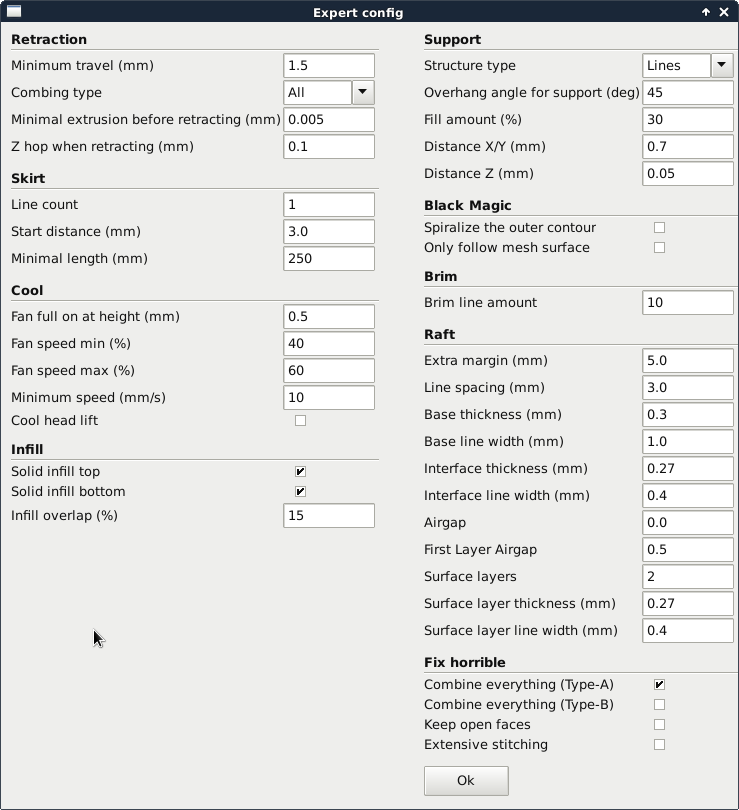 Expert config
Retraction
Minimum travel (mm) 1.5
Combing type All
Minimal extrusion before retracting (mm) 0.005
Z hop when retracting (mm) 0.1
Skirt
Line count 1
Start distance (mm) 3.0
Minimal length (mm) 250
Cool
Fan full on at height (mm) 0.5
Fan speed min (%) 40
Fan speed max (%) 60
Minimum speed (mm/s) 10
Cool head lift
Infill
Solid infill top
Solid infill bottom
Infill overlap (%) 15
Support
Structure type Lines
Overhang angle for support (deg) 45
Fill amount (%) 30
Distance X/Y (mm) 0.7
Distance Z (mm) 0.05
Black Magic
Spiralize the outer contour
Only follow mesh surface
Brim
Brim line amount 10
Raft
Extra margin (mm) 5.0
Line spacing (mm) 3.0
Base thickness (mm) 0.3
Base line width (mm) 1.0
Interface thickness (mm) 0.27
Interface line width (mm) 0.4
Airgap 0.0
First Layer Airgap 0.5
Surface layers 2
Surface layer thickness (mm) 0.27
Surface layer line width (mm) 0.4
Fix horrible
Combine everything (Type-A)
Combine everything (Type-B)
Keep open faces
Extensive stitching
Ok